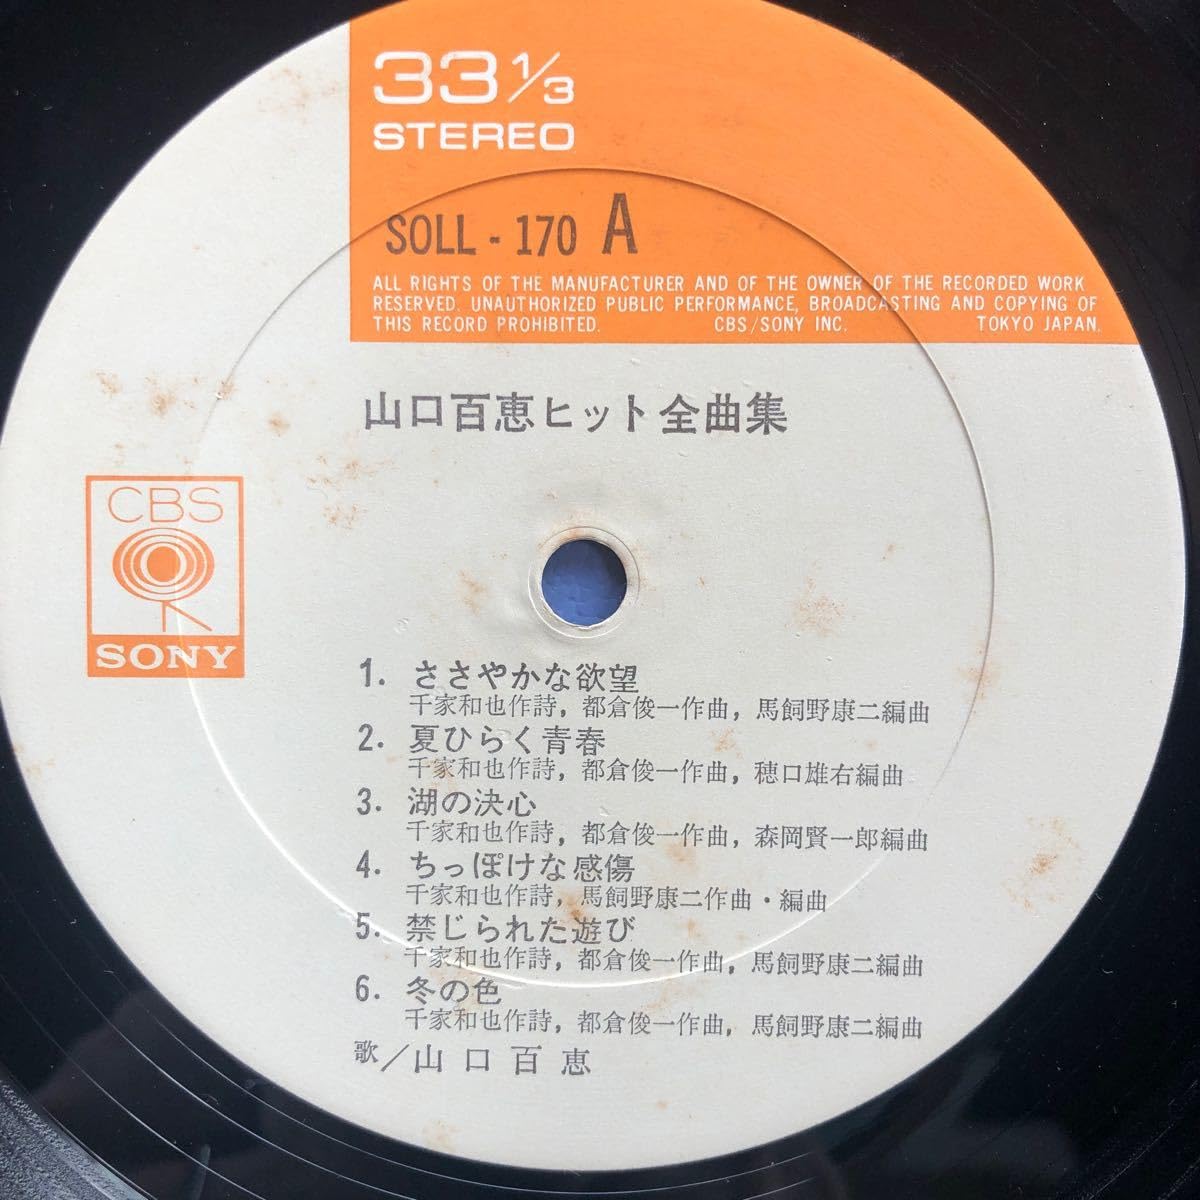 33 1/3
STEREO
SOLL - 170 A
ALL RIGHTS OF THE MANUFACTURER AND OF THE OWNER OF THE RECORDED WORK
RESERVED. UNAUTHORIZED PUBLIC PERFORMANCE, BROADCASTING AND COPYING OF
THIS RECORD PROHIBITED. CBS/SONY INC. TOKYO JAPAN.
山口百恵ヒット全曲集
CBS
SONY
1. ささやかな欲望
千家和也作詩, 都倉俊一作曲, 馬飼野康二編曲
2. 夏ひらく青春
千家和也作詩, 都倉俊一作曲, 穂口雄右編曲
3. 湖の決心
千家和也作詩, 都倉俊一作曲, 森岡賢一郎編曲
4. ちっぽけな感傷
千家和也作詩, 馬飼野康二作曲・編曲
5. 禁じられた遊び
千家和也作詩, 都倉俊一作曲, 馬飼野康二編曲
6. 冬の色
千家和也作詩, 都倉俊一作曲, 馬飼野康二編曲
歌／山口百恵